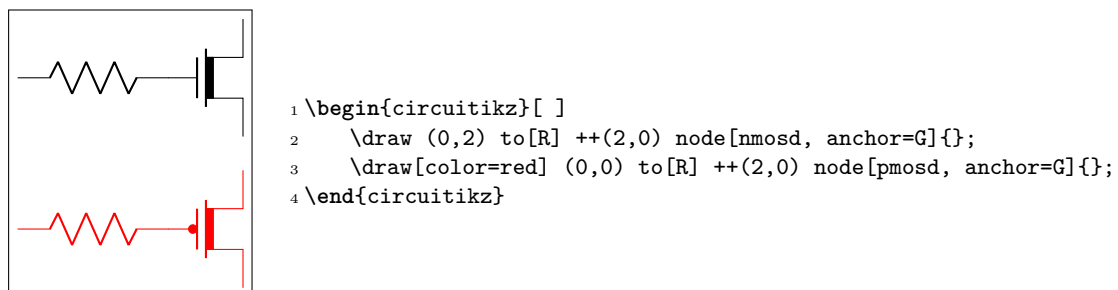 1 \begin{circuitikz}[ ]
2 \draw (0,2) to[R] ++(2,0) node[nmosd, anchor=G]{};
3 \draw[color=red] (0,0) to[R] ++(2,0) node[pmosd, anchor=G]{};
4 \end{circuitikz}